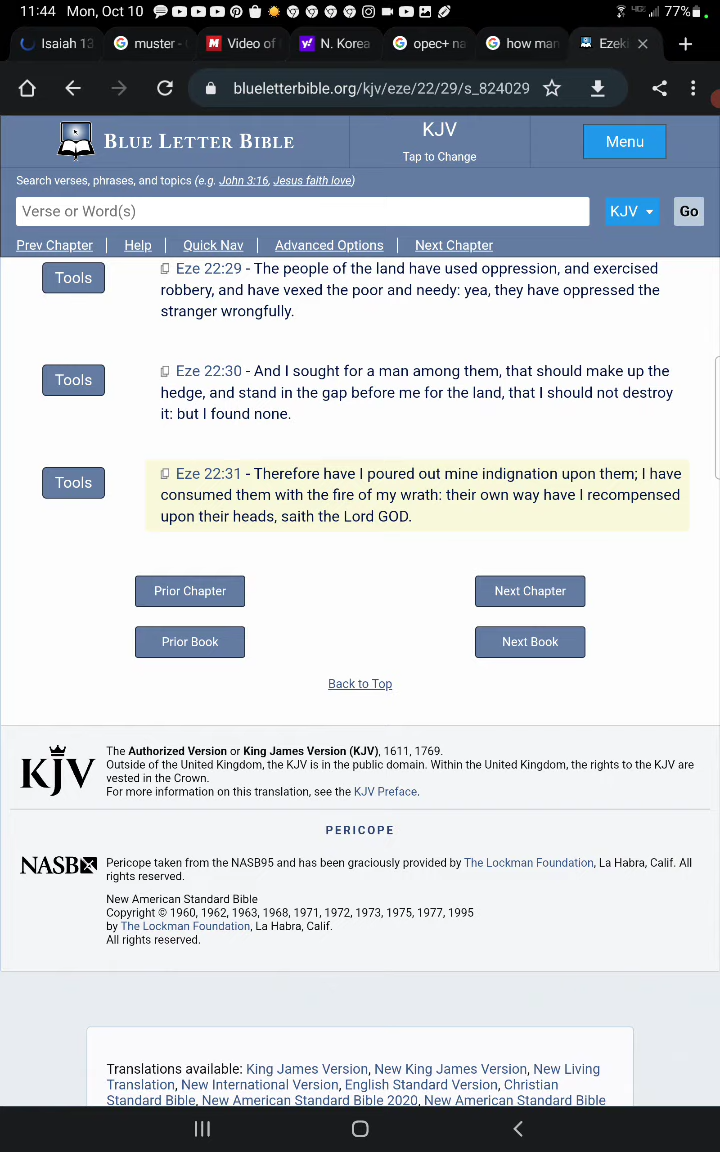 11:44 Mon, Oct 10 77%
Isaiah 13 muster - Video of N. Korea opec+ na how man Ezeki
blueletterbible.org/kjv/eze/22/29/s_824029
BLUE LETTER BIBLE KJV Menu
Tap to Change
Search verses, phrases, and topics (e.g. John 3:16, Jesus faith love)
Verse or Word(s) KJV Go
Prev Chapter | Help | Quick Nav | Advanced Options | Next Chapter
Tools Eze 22:29 - The people of the land have used oppression, and exercised
robbery, and have vexed the poor and needy: yea, they have oppressed the
stranger wrongfully.
Tools Eze 22:30 - And I sought for a man among them, that should make up the
hedge, and stand in the gap before me for the land, that I should not destroy
it: but I found none.
Tools Eze 22:31 - Therefore have I poured out mine indignation upon them; I have
consumed them with the fire of my wrath: their own way have I recompensed
upon their heads, saith the Lord GOD.
Prior Chapter Next Chapter
Prior Book Next Book
Back to Top
KJV The Authorized Version or King James Version (KJV), 1611, 1769.
Outside of the United Kingdom, the KJV is in the public domain. Within the United Kingdom, the rights to the KJV are
vested in the Crown.
For more information on this translation, see the KJV Preface.
PERICOPE
NASB Pericope taken from the NASB95 and has been graciously provided by The Lockman Foundation, La Habra, Calif. All
rights reserved.
New American Standard Bible
Copyright © 1960, 1962, 1963, 1968, 1971, 1972, 1973, 1975, 1977, 1995
by The Lockman Foundation, La Habra, Calif.
All rights reserved.
Translations available: King James Version, New King James Version, New Living
Translation, New International Version, English Standard Version, Christian
Standard Bible, New American Standard Bible 2020, New American Standard Bible